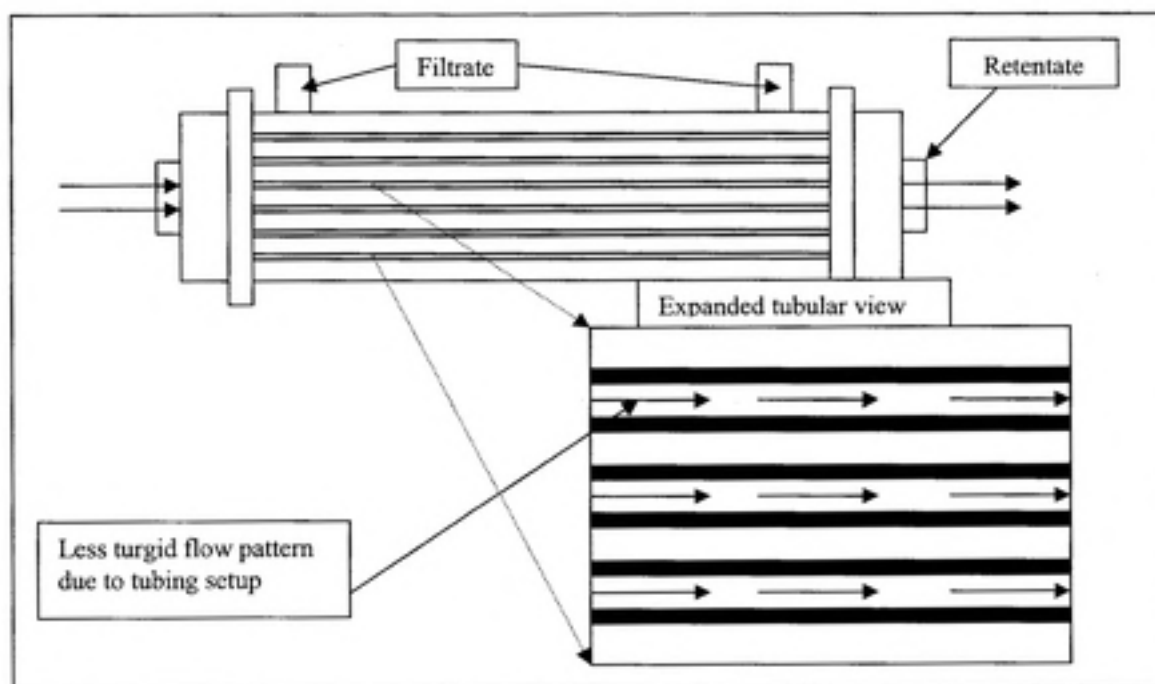 Filtrate
Retentate
Expanded tubular view
Less turgid flow pattern
due to tubing setup